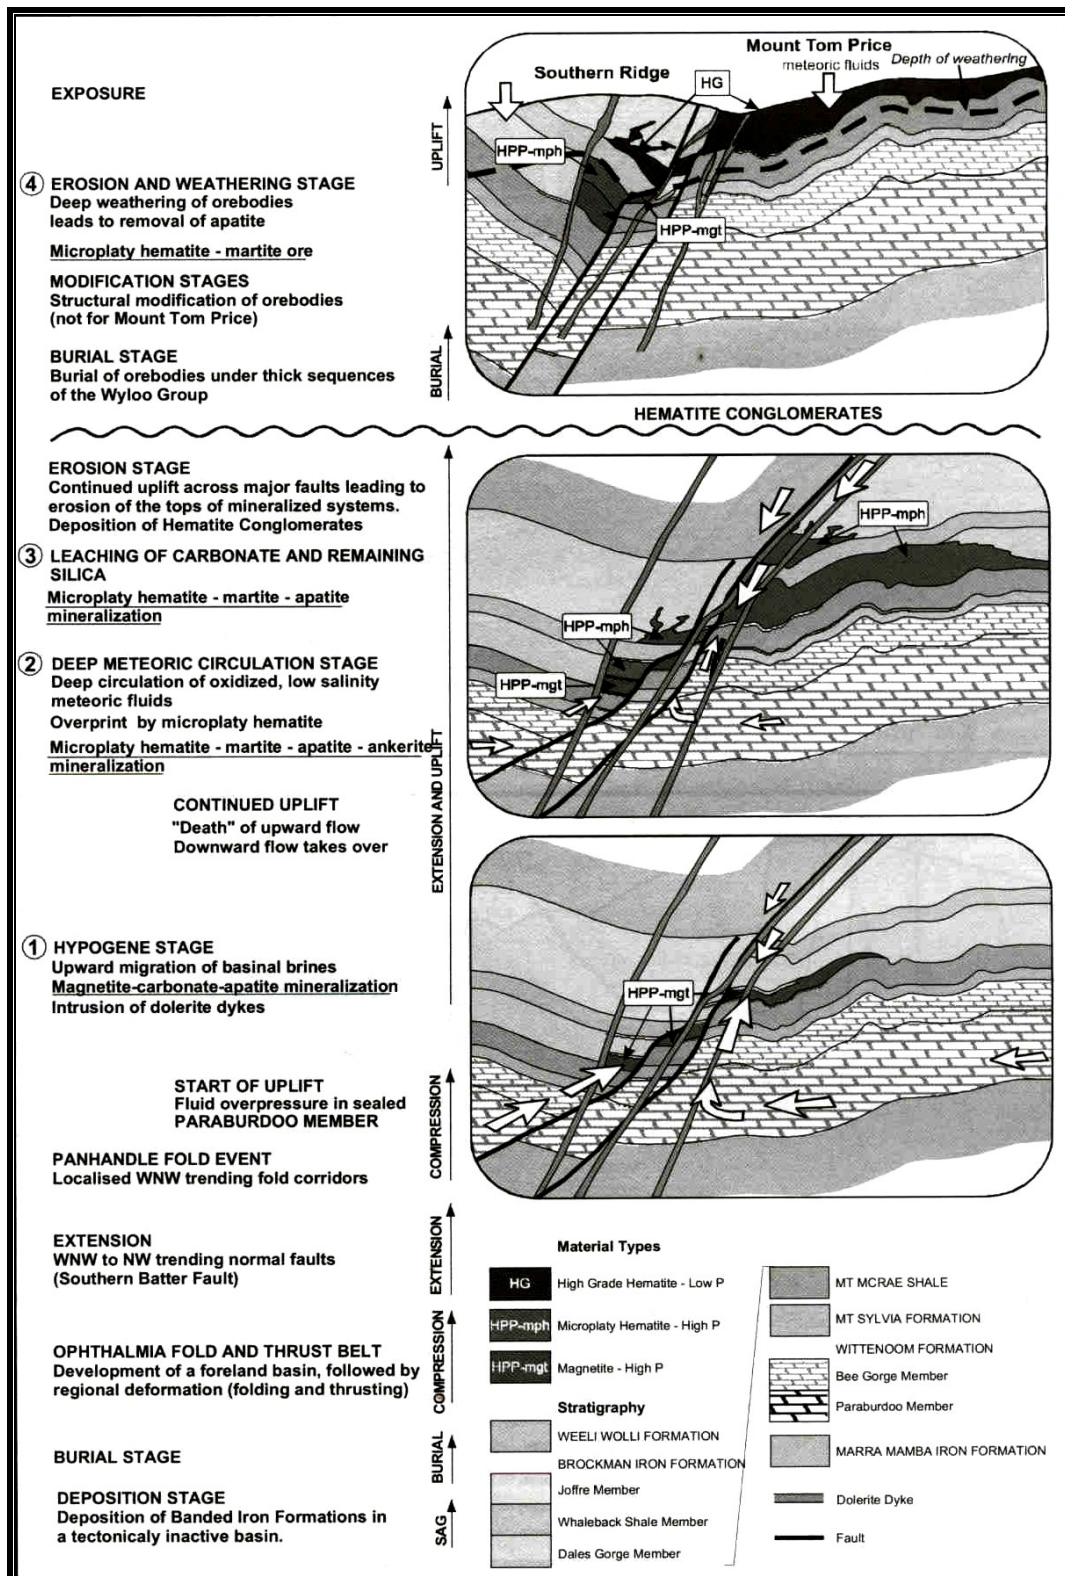 EXPOSURE
④ EROSION AND WEATHERING STAGE
Deep weathering of orebodies
leads to removal of apatite
Microplaty hematite - martite ore
MODIFICATION STAGES
Structural modification of orebodies
(not for Mount Tom Price)
BURIAL STAGE
Burial of orebodies under thick sequences
of the Wyloo Group
UPLIFT
BURIAL
Southern Ridge
Mount Tom Price
meteoric fluids
Depth of weathering
HG
HPP-mph
HPP-mgt
HEMATITE CONGLOMERATES
EROSION STAGE
Continued uplift across major faults leading to
erosion of the tops of mineralized systems.
Deposition of Hematite Conglomerates
③ LEACHING OF CARBONATE AND REMAINING
SILICA
Microplaty hematite - martite - apatite
mineralization
② DEEP METEORIC CIRCULATION STAGE
Deep circulation of oxidized, low salinity
meteoric fluids
Overprint by microplaty hematite
Microplaty hematite - martite - apatite - ankerite
mineralization
CONTINUED UPLIFT
"Death" of upward flow
Downward flow takes over
EXTENSION AND UPLIFT
HPP-mph
HPP-mph
HPP-mgt
① HYPOGENE STAGE
Upward migration of basinal brines
Magnetite-carbonate-apatite mineralization
Intrusion of dolerite dykes
HPP-mgt
START OF UPLIFT
Fluid overpressure in sealed
PARABURDOO MEMBER
PANHANDLE FOLD EVENT
Localised WNW trending fold corridors
COMPRESSION
EXTENSION
WNW to NW trending normal faults
(Southern Batter Fault)
EXTENSION
OPHTHALMIA FOLD AND THRUST BELT
Development of a foreland basin, followed by
regional deformation (folding and thrusting)
COMPRESSION
BURIAL STAGE
BURIAL
DEPOSITION STAGE
Deposition of Banded Iron Formations in
a tectonicaly inactive basin.
SAG
Material Types
HG High Grade Hematite - Low P
HPP-mph Microplaty Hematite - High P
HPP-mgt Magnetite - High P
Stratigraphy
WEELI WOLLI FORMATION
BROCKMAN IRON FORMATION
Joffre Member
Whaleback Shale Member
Dales Gorge Member
MT MCRAE SHALE
MT SYLVIA FORMATION
WITTENOOM FORMATION
Bee Gorge Member
Paraburdoo Member
MARRA MAMBA IRON FORMATION
Dolerite Dyke
Fault